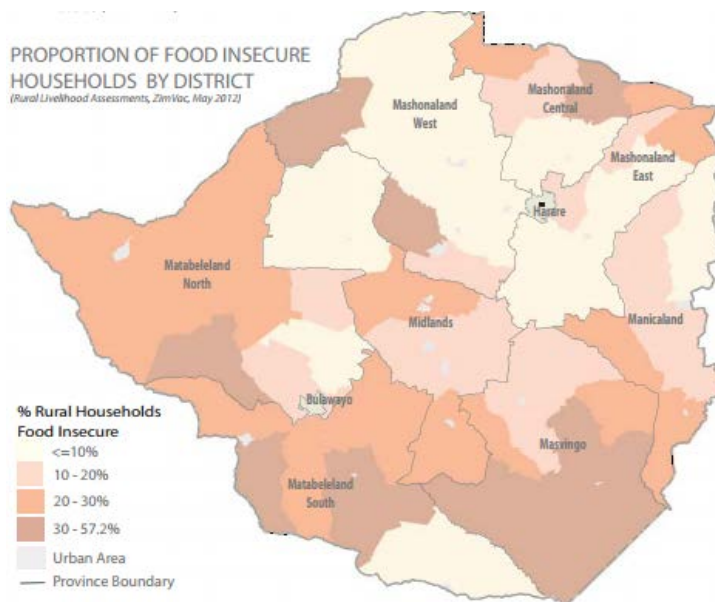 PROPORTION OF FOOD INSECURE
HOUSEHOLDS BY DISTRICT
(Rural Livelihood Assessments, ZimVac, May 2012)
Mashonaland
West
Mashonaland
Central
Mashonaland
East
Harare
Matabeleland
North
Midlands
Manicaland
Bulawayo
Masvingo
Matabeleland
South
% Rural Households
Food Insecure
<=10%
10 - 20%
20 - 30%
30 - 57.2%
Urban Area
Province Boundary